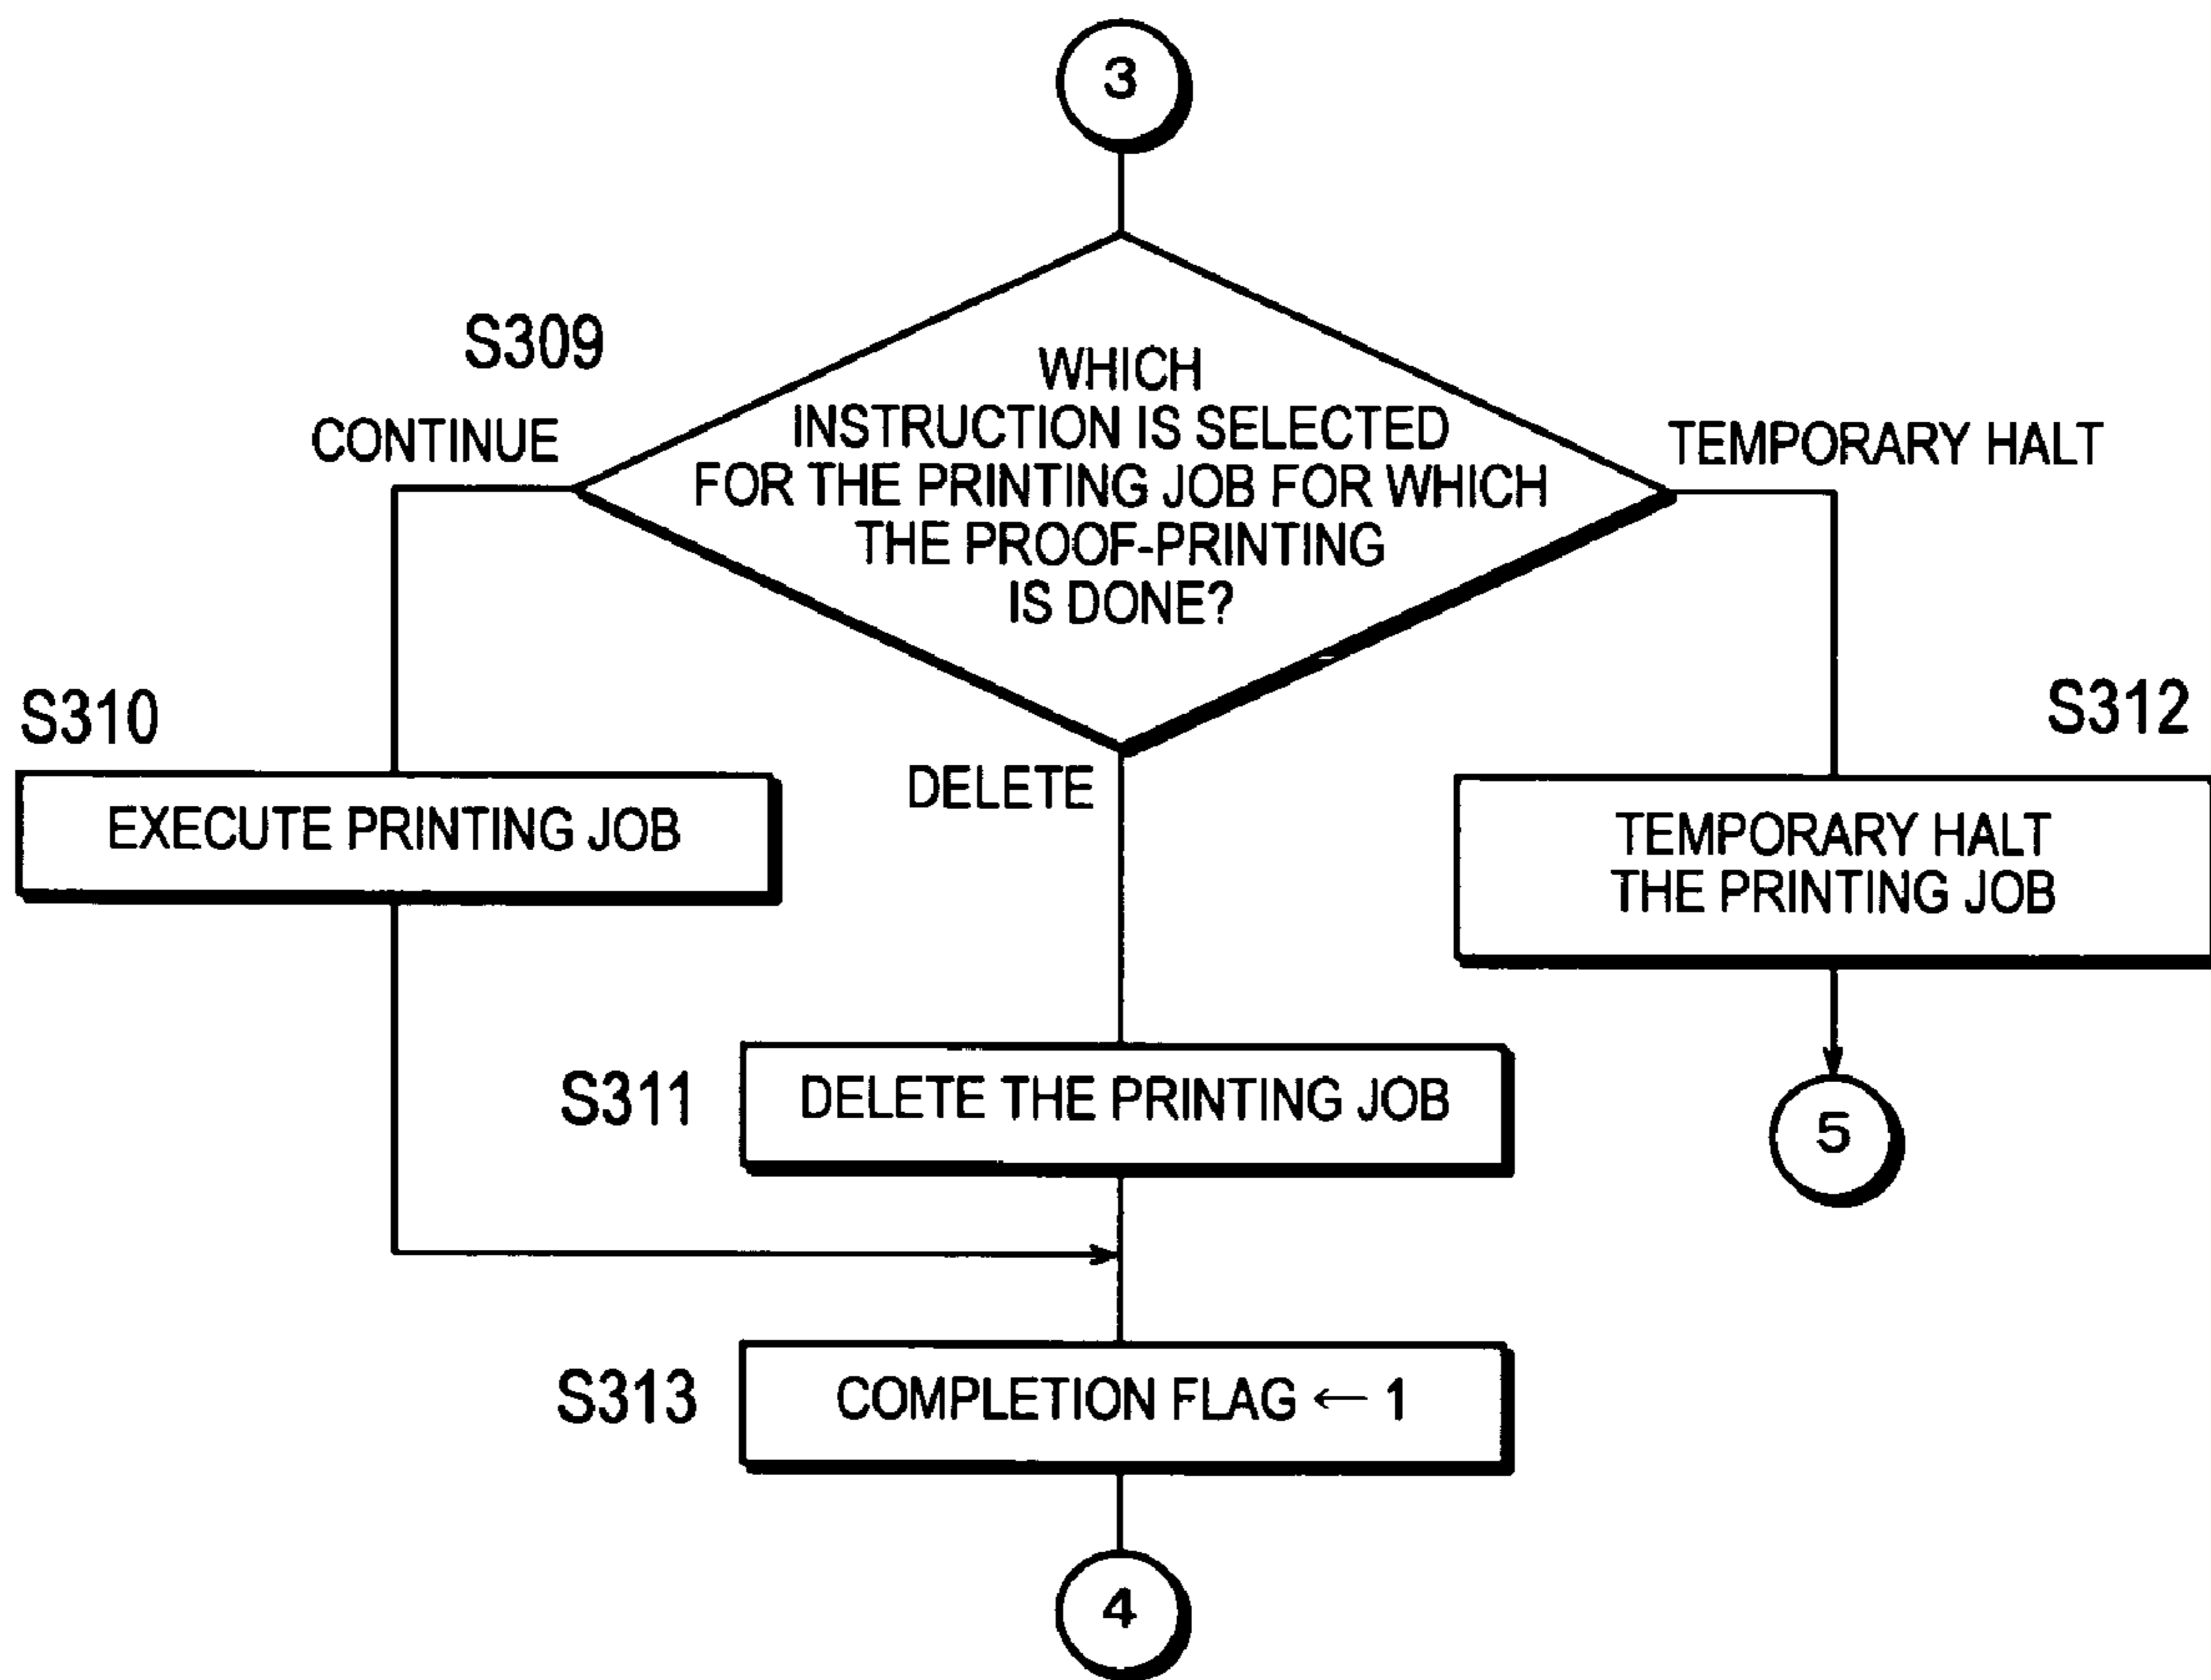 3
S309
WHICH
INSTRUCTION IS SELECTED
FOR THE PRINTING JOB FOR WHICH
THE PROOF-PRINTING
IS DONE?
CONTINUE
TEMPORARY HALT
S310
EXECUTE PRINTING JOB
DELETE
S312
TEMPORARY HALT
THE PRINTING JOB
S311
DELETE THE PRINTING JOB
5
S313
COMPLETION FLAG ← 1
4